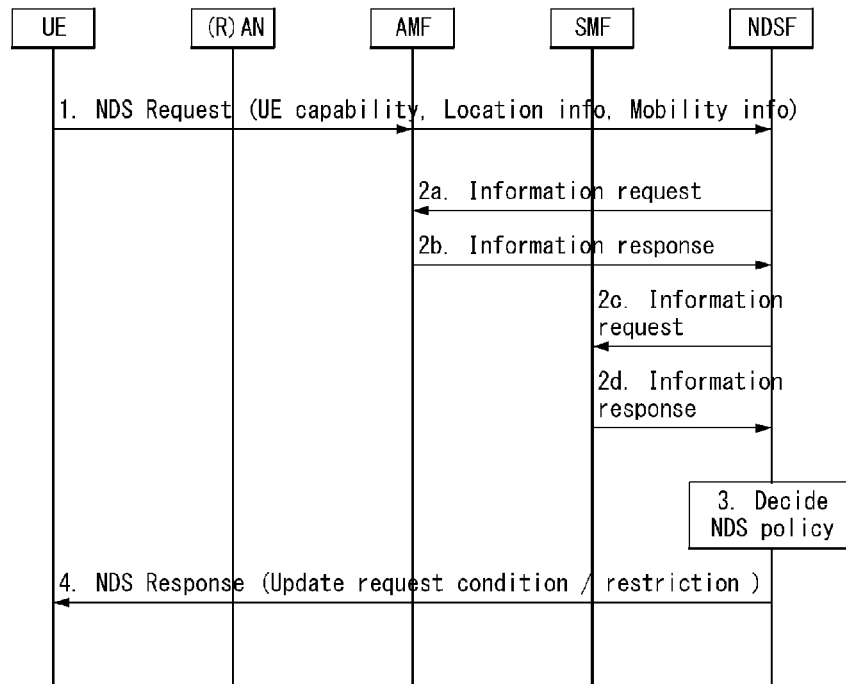 UE
(R)AN
AMF
SMF
NDSF
1. NDS Request (UE capability, Location info, Mobility info)
2a. Information request
2b. Information response
2c. Information
request
2d. Information
response
3. Decide
NDS policy
4. NDS Response (Update request condition / restriction )